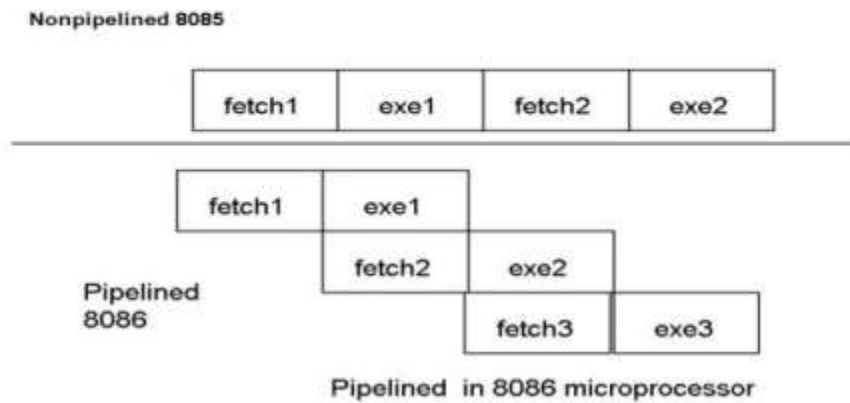 Nonpipelined 8085
fetch1 exe1 fetch2 exe2
fetch1 exe1
fetch2 exe2
Pipelined
8086
fetch3 exe3
Pipelined in 8086 microprocessor